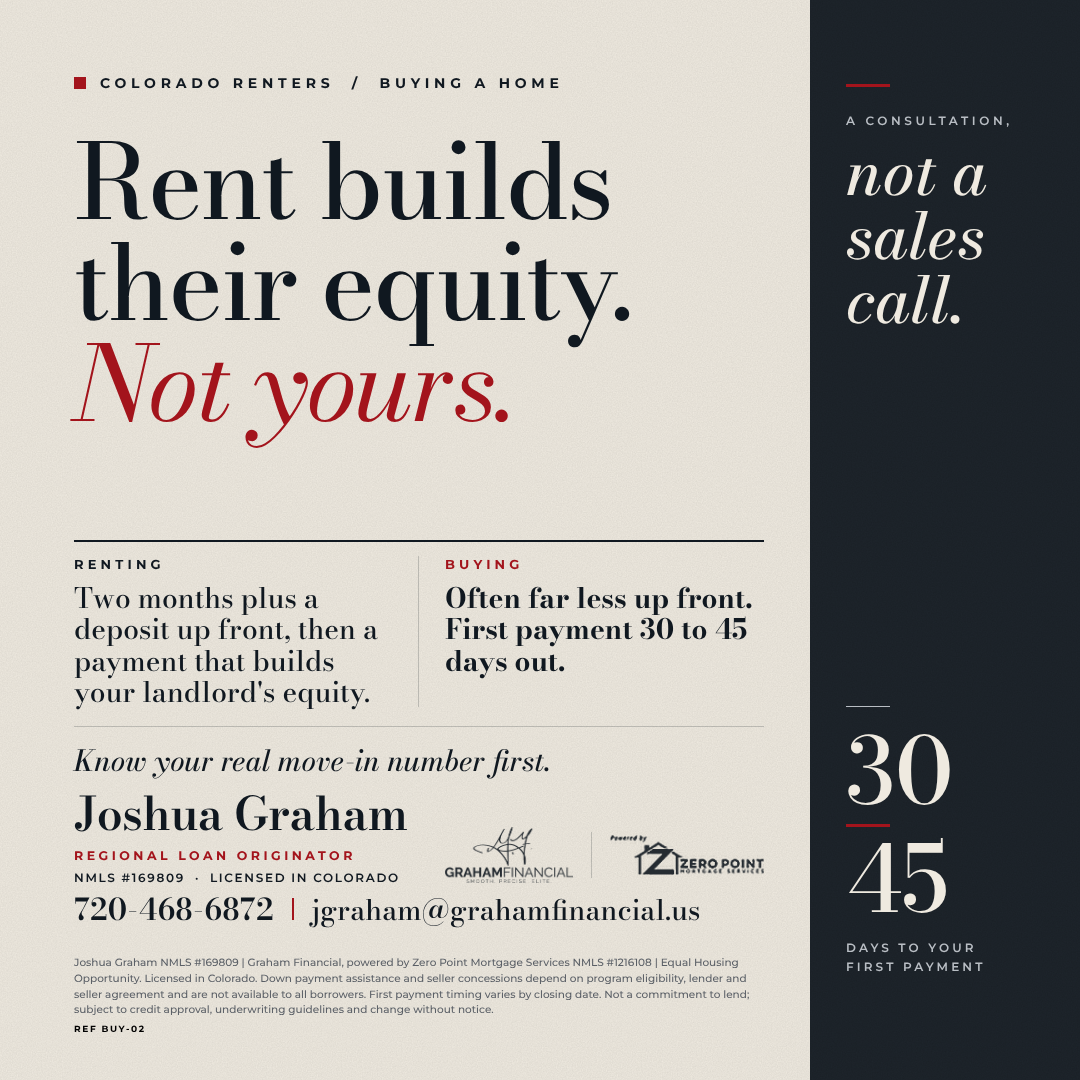 COLORADO RENTERS / BUYING A HOME
Rent builds
their equity.
Not yours.
RENTING
Two months plus a
deposit up front, then a
payment that builds
your landlord's equity.
BUYING
Often far less up front.
First payment 30 to 45
days out.
Know your real move-in number first.
Joshua Graham
REGIONAL LOAN ORIGINATOR
NMLS #169809 · LICENSED IN COLORADO
GRAHAMFINANCIAL
SMOOTH. PRECISE. ELITE.
Powered by
ZERO POINT
MORTGAGE SERVICES
720-468-6872 | jgraham@grahamfinancial.us
Joshua Graham NMLS #169809 | Graham Financial, powered by Zero Point Mortgage Services NMLS #1216108 | Equal Housing
Opportunity. Licensed in Colorado. Down payment assistance and seller concessions depend on program eligibility, lender and
seller agreement and are not available to all borrowers. First payment timing varies by closing date. Not a commitment to lend;
subject to credit approval, underwriting guidelines and change without notice.
REF BUY-02
A CONSULTATION,
not a
sales
call.
30
45
DAYS TO YOUR
FIRST PAYMENT